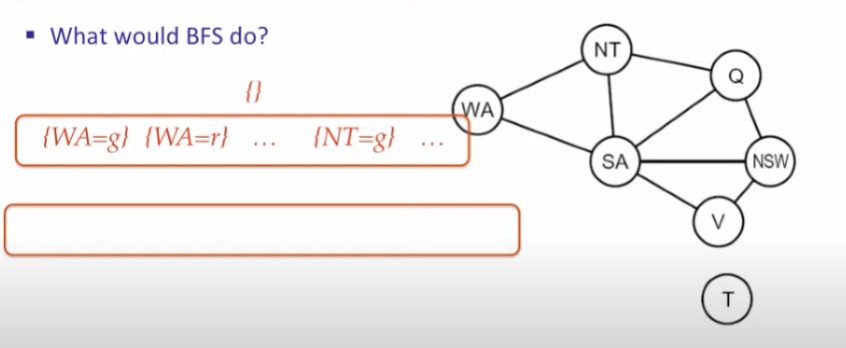 ▪ What would BFS do?
{}
{WA=g} {WA=r} ... {NT=g} ...
NT
Q
WA
SA
NSW
V
T